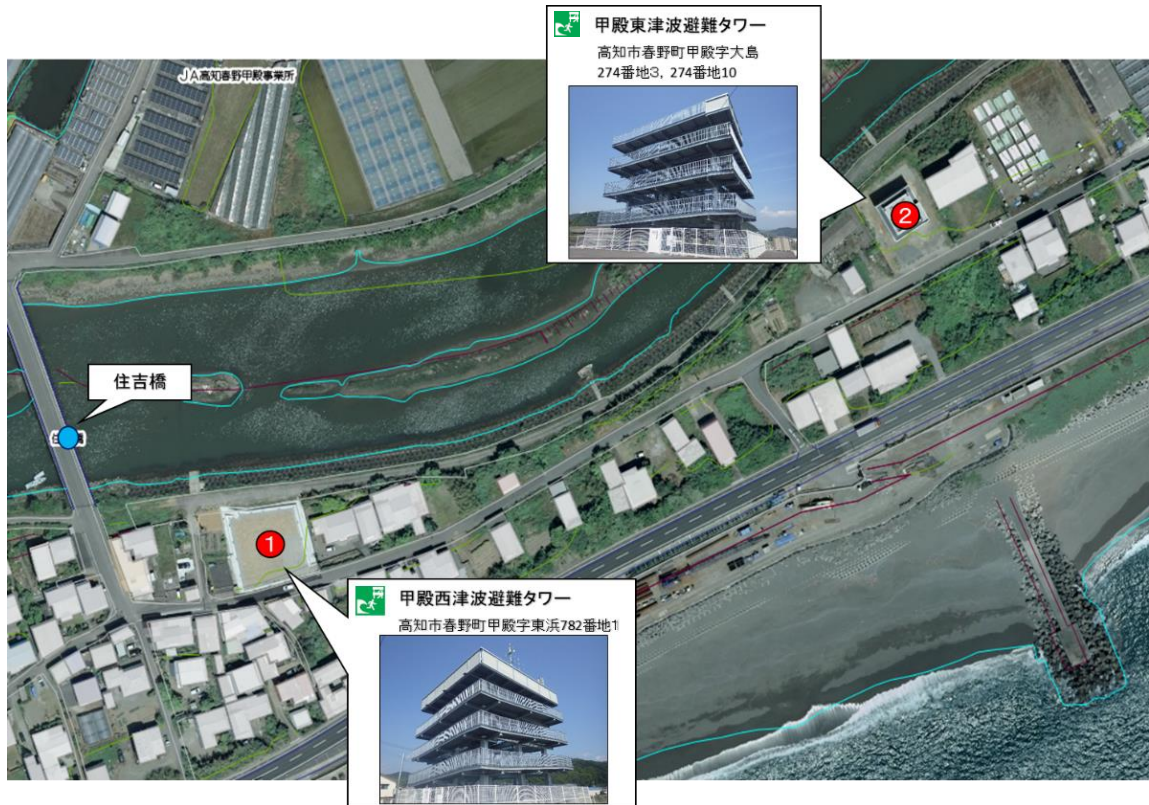 甲殿東津波避難タワー
高知市春野町甲殿字大島
274番地3，274番地10
JA高知春野甲殿事業所
2
住吉橋
1
甲殿西津波避難タワー
高知市春野町甲殿字東浜782番地1